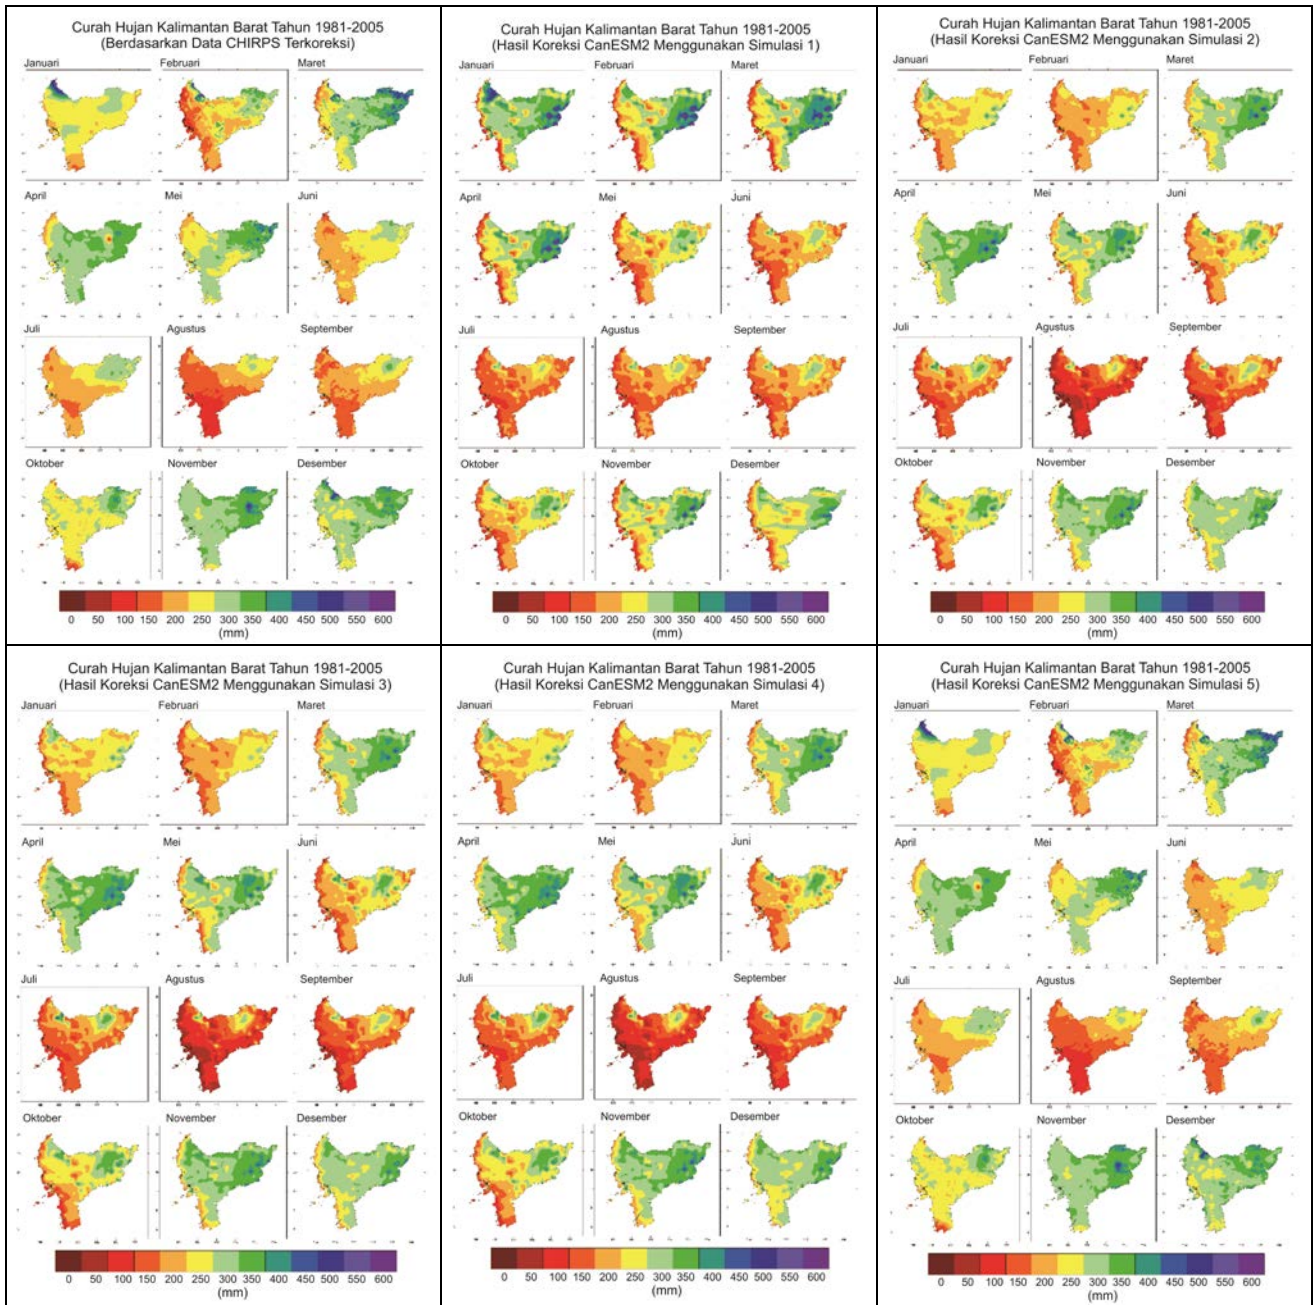 Curah Hujan Kalimantan Barat Tahun 1981-2005
(Berdasarkan Data CHIRPS Terkoreksi)
Januari Februari Maret
April Mei Juni
Juli Agustus September
Oktober November Desember
0 50 100 150 200 250 300 350 400 450 500 550 600
(mm)
Curah Hujan Kalimantan Barat Tahun 1981-2005
(Hasil Koreksi CanESM2 Menggunakan Simulasi 1)
Januari Februari Maret
April Mei Juni
Juli Agustus September
Oktober November Desember
0 50 100 150 200 250 300 350 400 450 500 550 600
(mm)
Curah Hujan Kalimantan Barat Tahun 1981-2005
(Hasil Koreksi CanESM2 Menggunakan Simulasi 2)
Januari Februari Maret
April Mei Juni
Juli Agustus September
Oktober November Desember
0 50 100 150 200 250 300 350 400 450 500 550 600
(mm)
Curah Hujan Kalimantan Barat Tahun 1981-2005
(Hasil Koreksi CanESM2 Menggunakan Simulasi 3)
Januari Februari Maret
April Mei Juni
Juli Agustus September
Oktober November Desember
0 50 100 150 200 250 300 350 400 450 500 550 600
(mm)
Curah Hujan Kalimantan Barat Tahun 1981-2005
(Hasil Koreksi CanESM2 Menggunakan Simulasi 4)
Januari Februari Maret
April Mei Juni
Juli Agustus September
Oktober November Desember
0 50 100 150 200 250 300 350 400 450 500 550 600
(mm)
Curah Hujan Kalimantan Barat Tahun 1981-2005
(Hasil Koreksi CanESM2 Menggunakan Simulasi 5)
Januari Februari Maret
April Mei Juni
Juli Agustus September
Oktober November Desember
0 50 100 150 200 250 300 350 400 450 500 550 600
(mm)